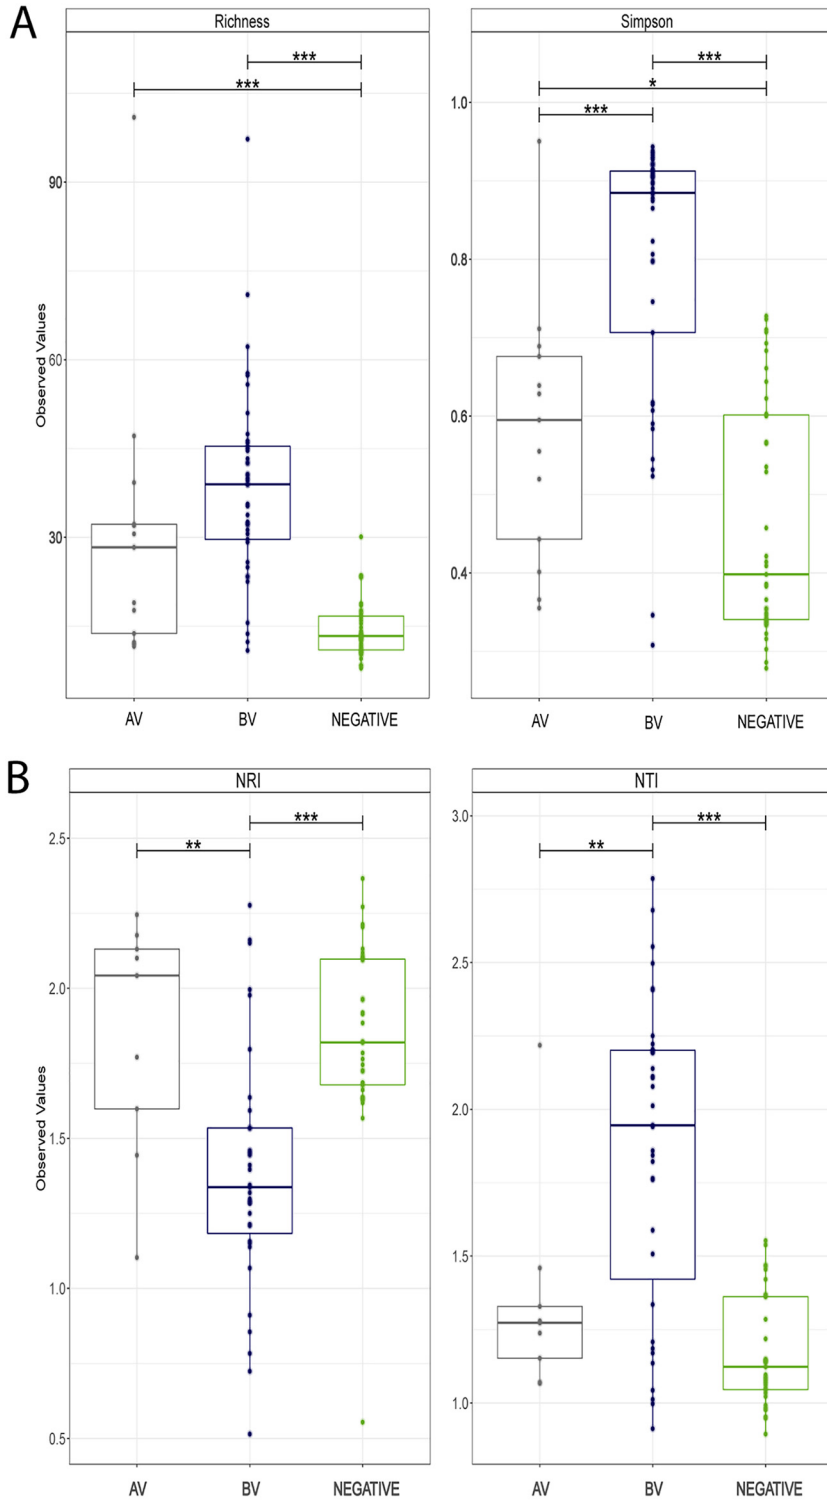 A
Richness
Simpson
***
***
***
*
***
1.0
90
0.8
60
0.6
30
0.4
Observed Values
AV
BV
NEGATIVE
AV
BV
NEGATIVE
B
NRI
NTI
**
***
**
***
2.5
2.0
1.5
1.0
0.5
3.0
2.5
2.0
1.5
1.0
Observed Values
AV
BV
NEGATIVE
AV
BV
NEGATIVE